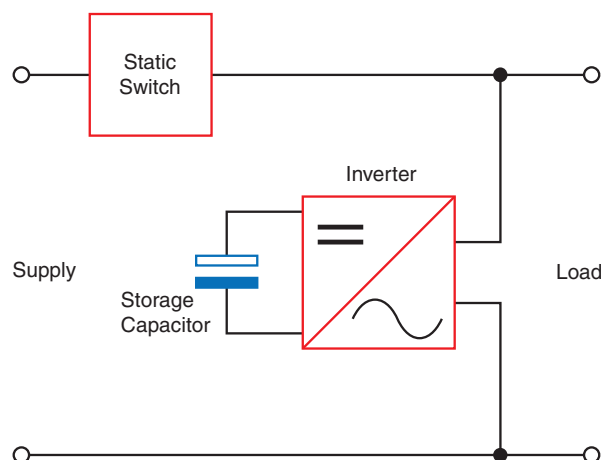 Static
Switch
Inverter
Supply
Load
Storage
Capacitor